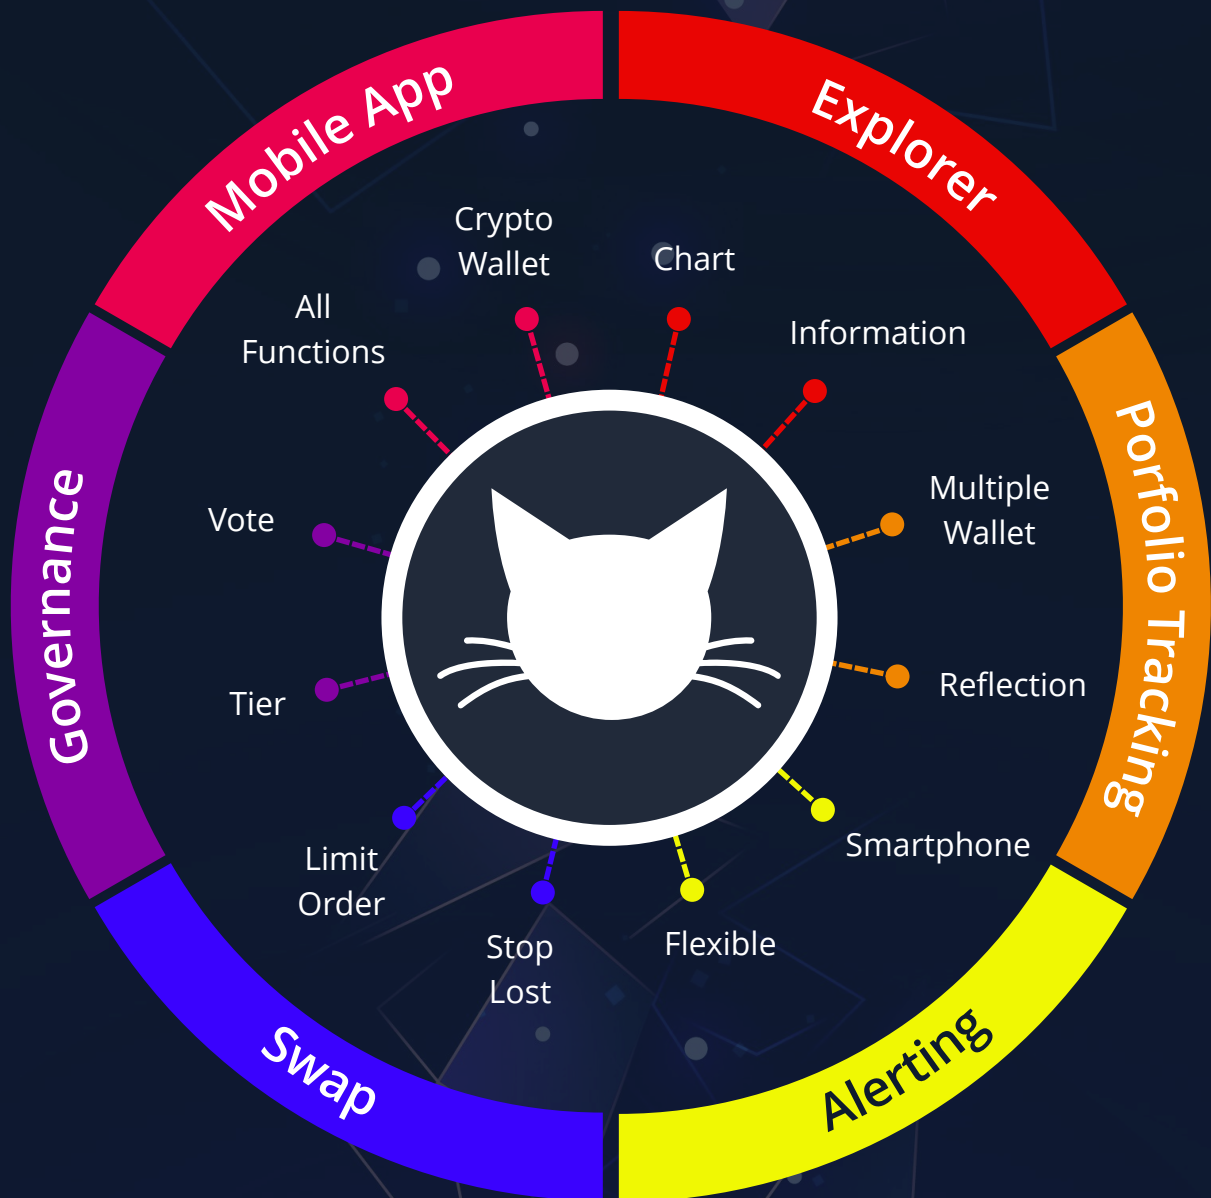 Mobile App
Explorer
Porfolio Tracking
Alerting
Swap
Governance
Crypto
Wallet
Chart
Information
Multiple
Wallet
Reflection
Smartphone
Flexible
Stop
Lost
Limit
Order
Tier
Vote
All
Functions